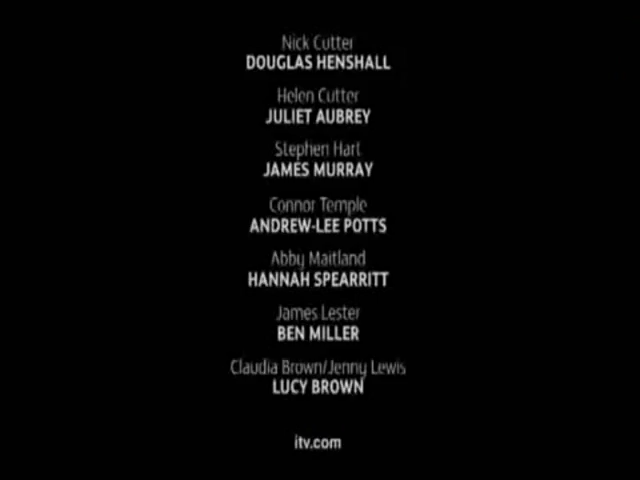 Nick Cutter
DOUGLAS HENSHALL
Helen Cutter
JULIET AUBREY
Stephen Hart
JAMES MURRAY
Connor Temple
ANDREW-LEE POTTS
Abby Maitland
HANNAH SPEARRITT
James Lester
BEN MILLER
Claudia Brown/Jenny Lewis
LUCY BROWN
itv.com